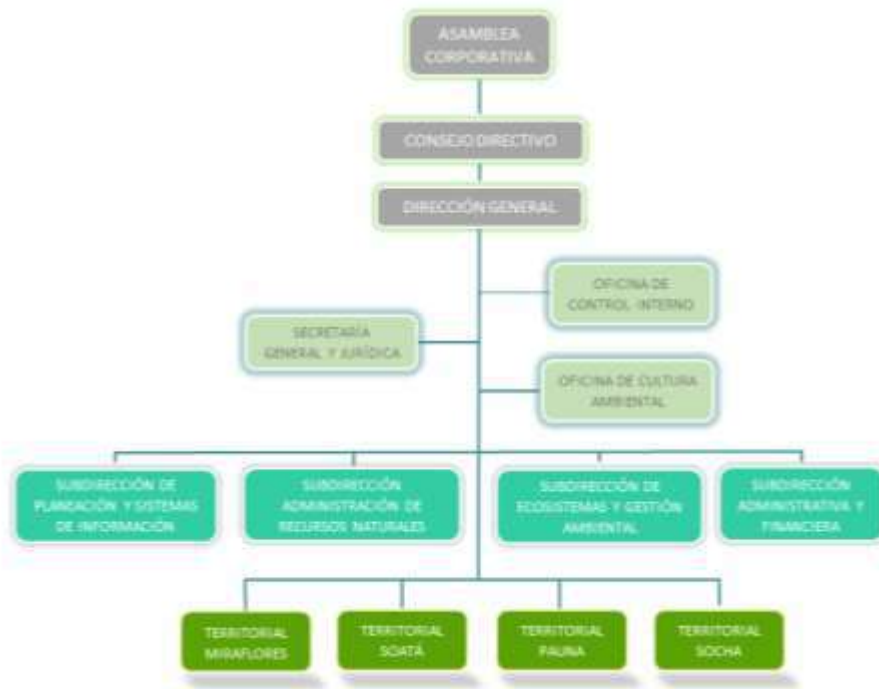 ASAMBLEA
CORPORATIVA
CONSEJO DIRECTIVO
DIRECCIÓN GENERAL
OFICINA DE
CONTROL INTERNO
SECRETARÍA
GENERAL Y JURÍDICA
OFICINA DE CULTURA
AMBIENTAL
SUBDIRECCIÓN DE
PLANEACIÓN Y SISTEMAS
DE INFORMACIÓN
SUBDIRECCIÓN
ADMINISTRACIÓN DE
RECURSOS NATURALES
SUBDIRECCIÓN DE
ECOSISTEMAS Y GESTIÓN
AMBIENTAL
SUBDIRECCIÓN
ADMINISTRATIVA Y
FINANCIERA
TERRITORIAL
MIRAFLORES
TERRITORIAL
SOATÁ
TERRITORIAL
PAUNA
TERRITORIAL
SOCHA